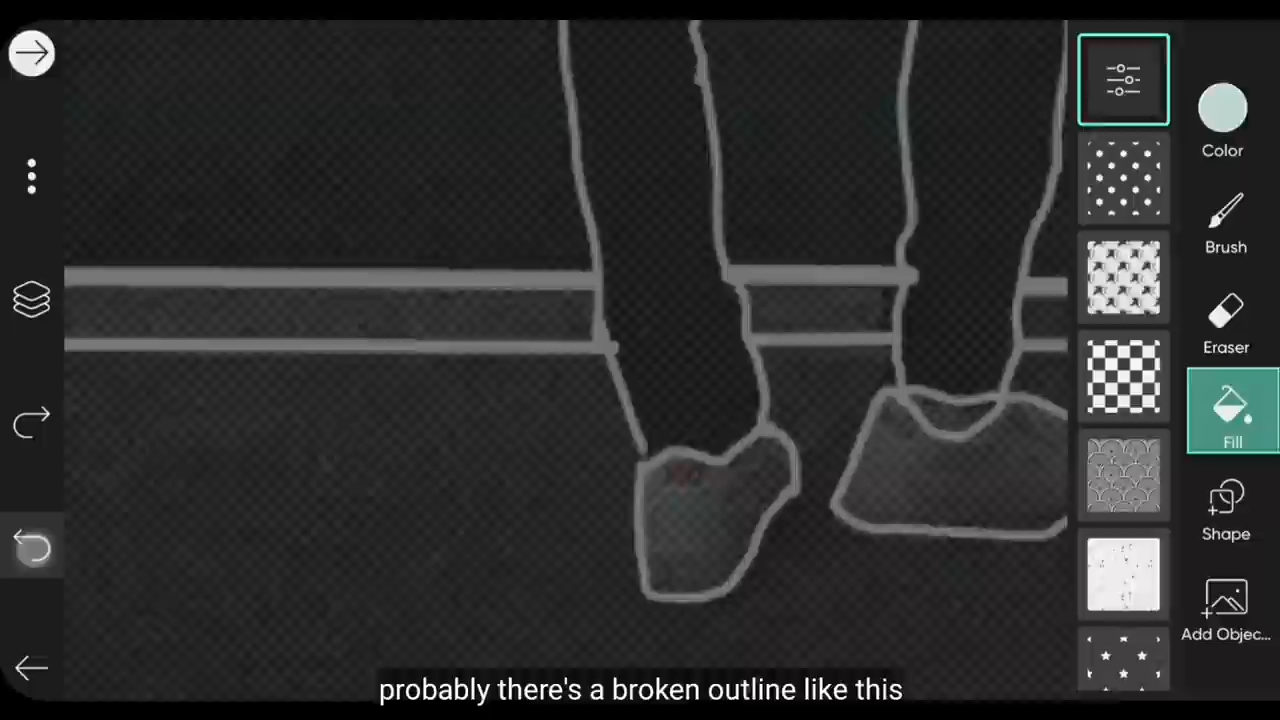 Color
Brush
Eraser
Fill
Shape
Add Objec...
probably there's a broken outline like this